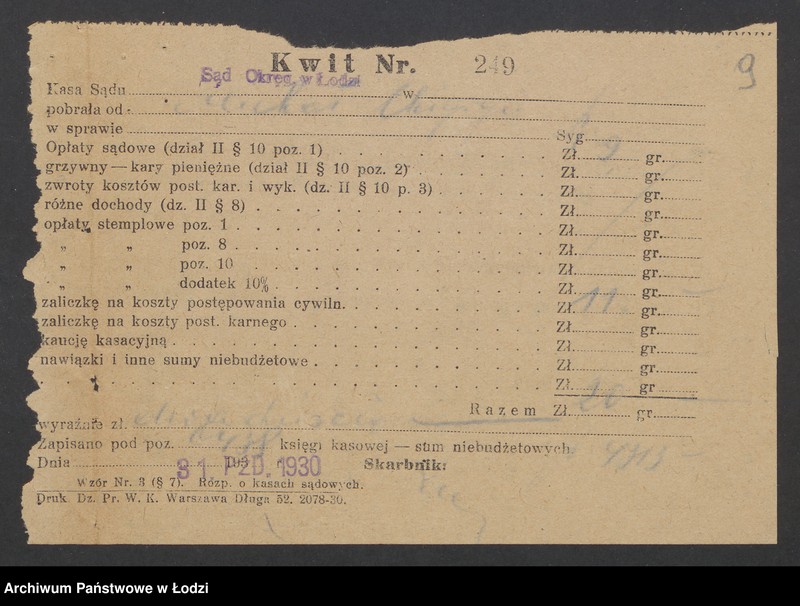 9
Kwit Nr. 249
Sąd Okręg. w Łodzi
Kasa Sądu w
pobrała od
w sprawie Syg.
Opłaty sądowe (dział II § 10 poz. 1) Zł. 9 gr.
grzywny — kary pieniężne (dział II § 10 poz. 2) Zł. gr.
zwroty kosztów post. kar. i wyk. (dz. II § 10 p. 3) Zł. gr.
różne dochody (dz. II § 8) Zł. gr.
opłaty stemplowe poz. 1 Zł. gr.
„ „ poz. 8 Zł. gr.
„ „ poz. 10 Zł. gr.
„ „ dodatek 10% Zł. gr.
zaliczkę na koszty postępowania cywiln. Zł. 11 gr.
zaliczkę na koszty post. karnego Zł. gr.
kaucję kasacyjną Zł. gr.
nawiązki i inne sumy niebudżetowe Zł. gr.
Zł. gr
Razem Zł. 20 gr.
wyraźnie zł.
Zapisano pod poz. księgi kasowej — sum niebudżetowych.
Dnia 31 PAŹD. 1930 Skarbnik:
Wzór Nr. 3 (§ 7). Rozp. o kasach sądowych.
Druk Dz. Pr. W. K. Warszawa Długa 52. 2078-30.
Archiwum Państwowe w Łodzi